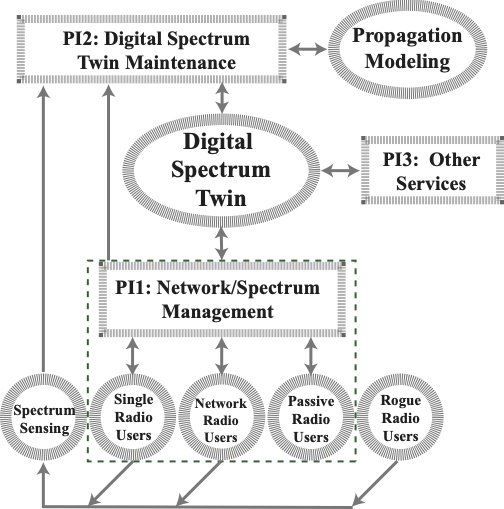 PI2: Digital Spectrum
Twin Maintenance
Propagation
Modeling
Digital
Spectrum
Twin
PI3: Other
Services
PI1: Network/Spectrum
Management
Spectrum
Sensing
Single
Radio
Users
Network
Radio
Users
Passive
Radio
Users
Rogue
Radio
Users